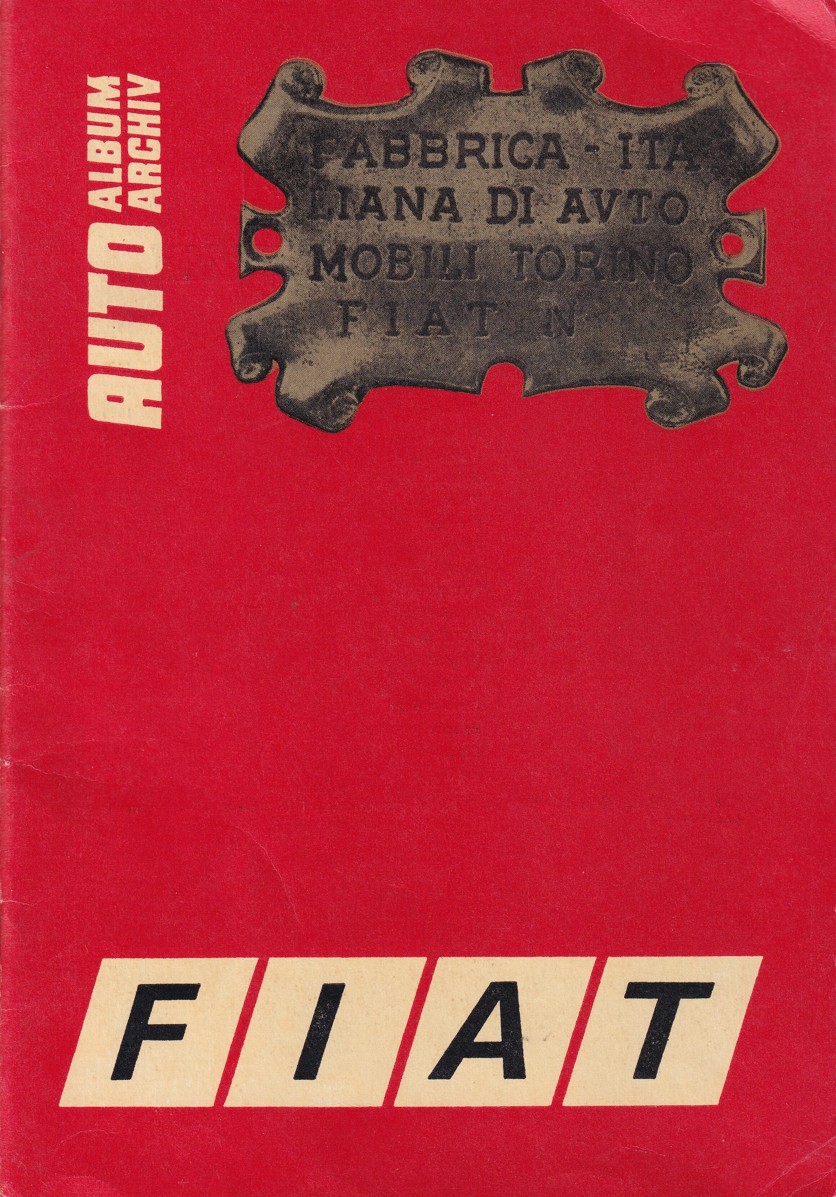 AUTO
ALBUM
ARCHIV
FABBRICA - ITA
LIANA DI AVTO
MOBILI TORINO
FIAT N
FIAT